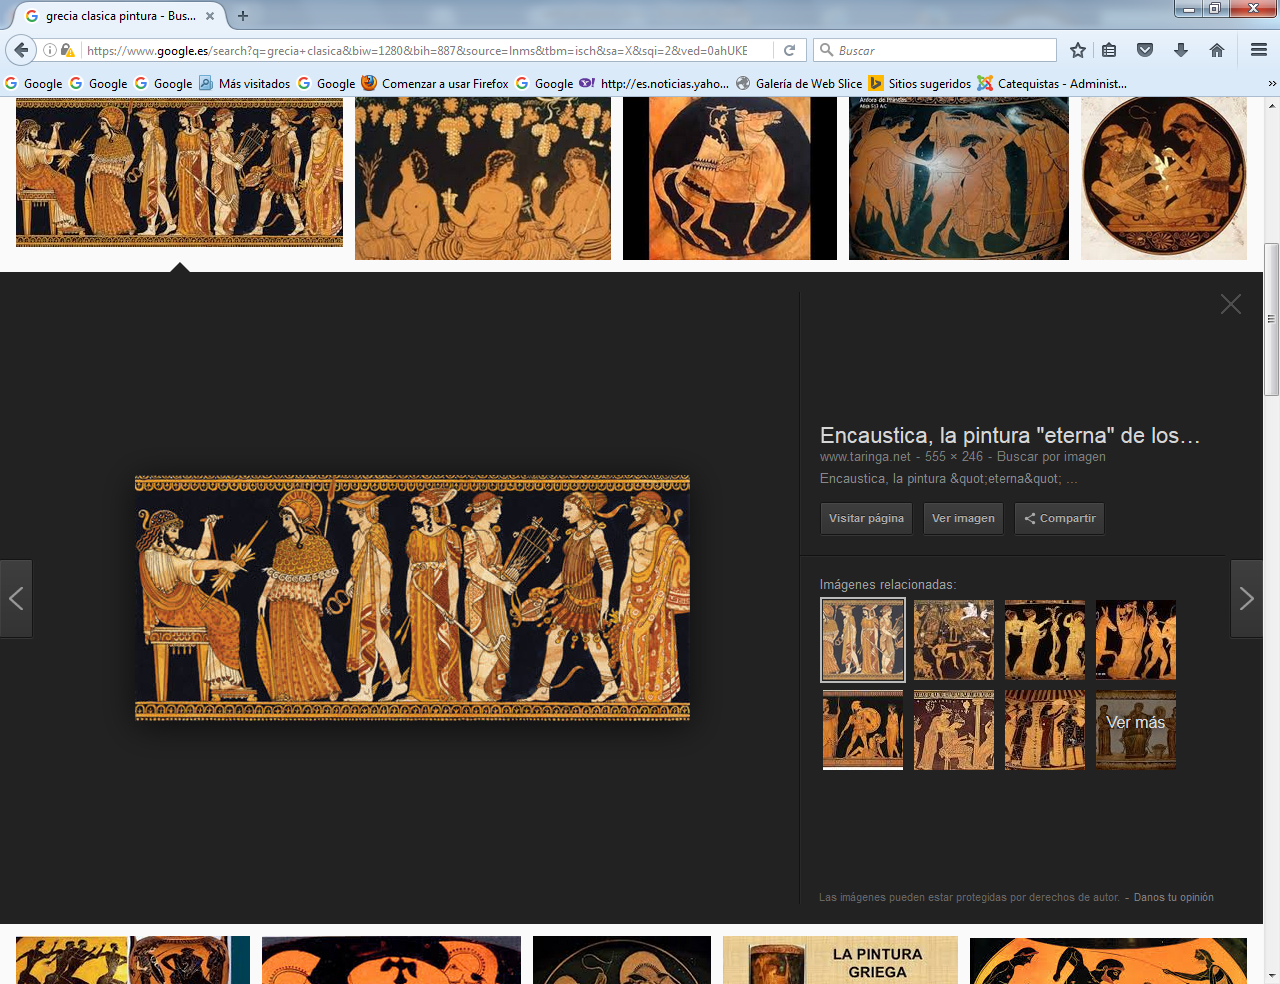 grecia clasica pintura - Bus...
https://www.google.es/search?q=grecia+clasica&biw=1280&bih=887&source=lnms&tbm=isch&sa=X&sqi=2&ved=0ahUKE
Buscar
Google Google Google Más visitados Google Comenzar a usar Firefox Google http://es.noticias.yaho... Galería de Web Slice Sitios sugeridos Catequistas - Administ... »
Encaustica, la pintura "eterna" de los…
www.taringa.net - 555 × 246 - Buscar por imagen
Encaustica, la pintura &quot;eterna&quot; ...
Visitar página Ver imagen Compartir
Imágenes relacionadas:
Ver más
Las imágenes pueden estar protegidas por derechos de autor. - Danos tu opinión
LA PINTURA
GRIEGA